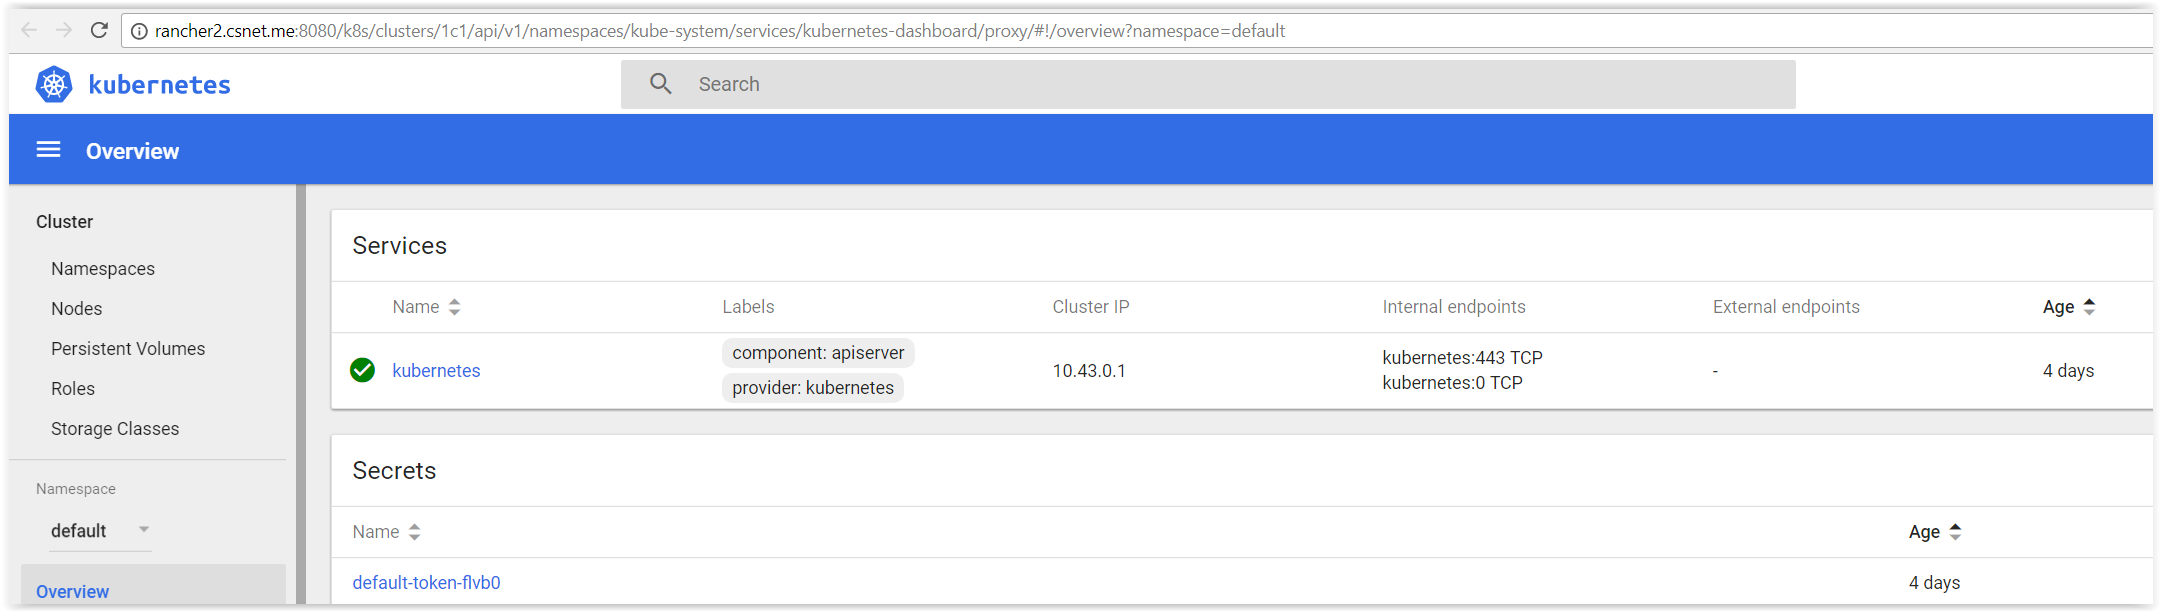 rancher2.csnet.me:8080/k8s/clusters/1c1/api/v1/namespaces/kube-system/services/kubernetes-dashboard/proxy/#!/overview?namespace=default
kubernetes
Search
Overview
Cluster
Namespaces
Nodes
Persistent Volumes
Roles
Storage Classes
Namespace
default
Overview
Services
Name Labels Cluster IP Internal endpoints External endpoints Age
kubernetes component: apiserver provider: kubernetes 10.43.0.1 kubernetes:443 TCP kubernetes:0 TCP - 4 days
Secrets
Name Age
default-token-flvb0 4 days